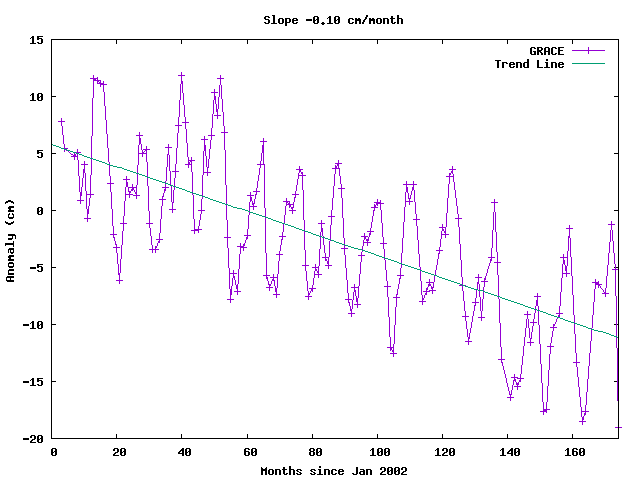 Slope -0.10 cm/month
GRACE
Trend Line
15
10
5
0
-5
-10
-15
-20
Anomaly (cm)
0 20 40 60 80 100 120 140 160
Months since Jan 2002